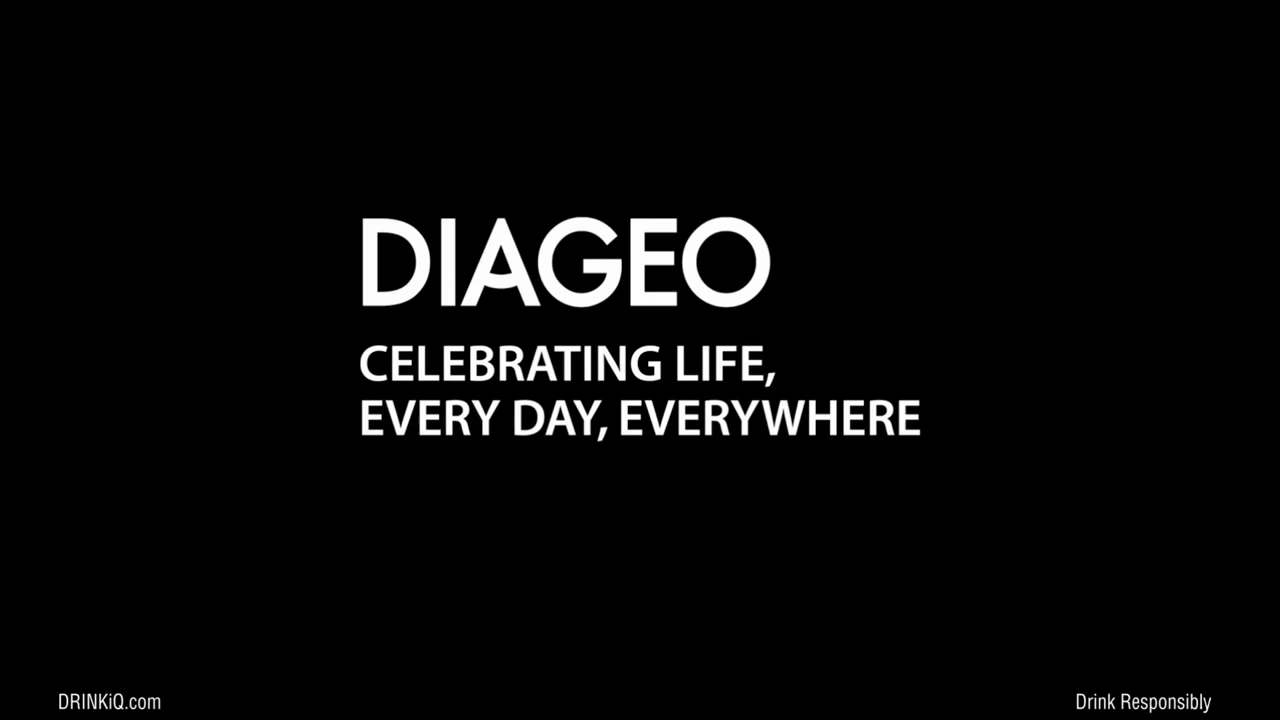 DIAGEO
CELEBRATING LIFE,
EVERY DAY, EVERYWHERE
DRINKiQ.com
Drink Responsibly